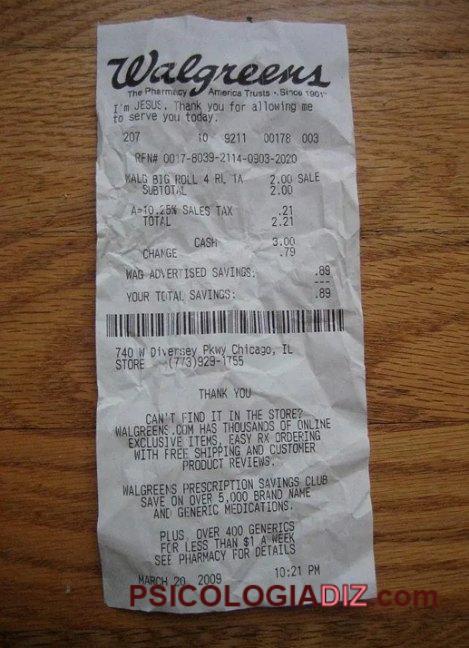 Walgreens
The Pharmacy America Trusts • Since 1901
I'm JESUS. Thank you for allowing me
to serve you today.
207 10 9211 00178 003
RFN# 0017-8039-2114-0903-2020
WALG BIG ROLL 4 RL 1A 2.00 SALE
SUBTOTAL 2.00
A=10.25% SALES TAX .21
TOTAL 2.21
CASH 3.00
CHANGE .79
WAG ADVERTISED SAVINGS: .89
---
YOUR TOTAL SAVINGS: .89
740 W Diversey Pkwy Chicago, IL
STORE (773)929-1755
THANK YOU
CAN'T FIND IT IN THE STORE?
WALGREENS.COM HAS THOUSANDS OF ONLINE
EXCLUSIVE ITEMS, EASY RX ORDERING
WITH FREE SHIPPING AND CUSTOMER
PRODUCT REVIEWS.
WALGREENS PRESCRIPTION SAVINGS CLUB
SAVE ON OVER 5,000 BRAND NAME
AND GENERIC MEDICATIONS.
PLUS, OVER 400 GENERICS
FOR LESS THAN $1 A WEEK
SEE PHARMACY FOR DETAILS
MARCH 20, 2009 10:21 PM
PSICOLOGIADIZ.com